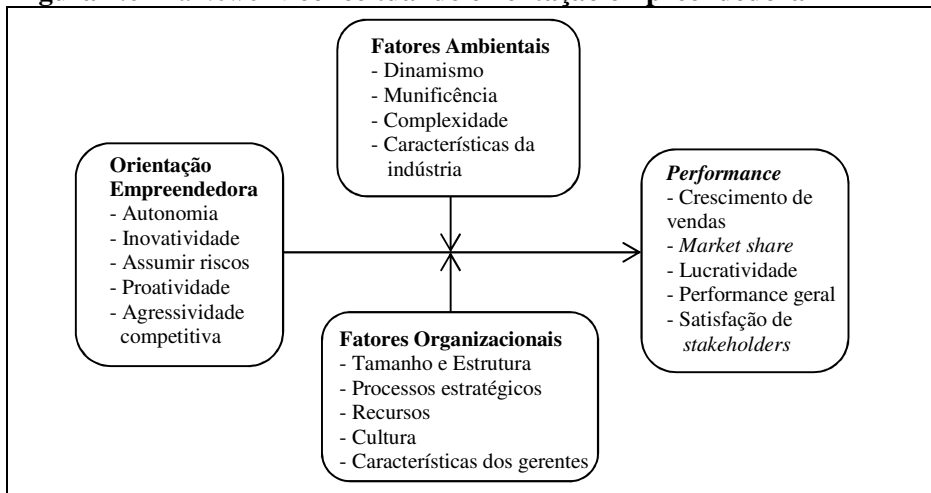 Fatores Ambientais
- Dinamismo
- Munificência
- Complexidade
- Características da
indústria
Orientação
Empreendedora
- Autonomia
- Inovatividade
- Assumir riscos
- Proatividade
- Agressividade
competitiva
Performance
- Crescimento de
vendas
- Market share
- Lucratividade
- Performance geral
- Satisfação de
stakeholders
Fatores Organizacionais
- Tamanho e Estrutura
- Processos estratégicos
- Recursos
- Cultura
- Características dos gerentes